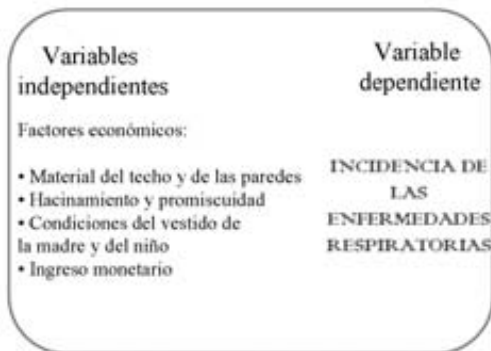 Variables
independientes
Factores económicos:
• Material del techo y de las paredes
• Hacinamiento y promiscuidad
• Condiciones del vestido de
la madre y del niño
• Ingreso monetario
Variable
dependiente
INCIDENCIA DE
LAS
ENFERMEDADES
RESPIRATORIAS